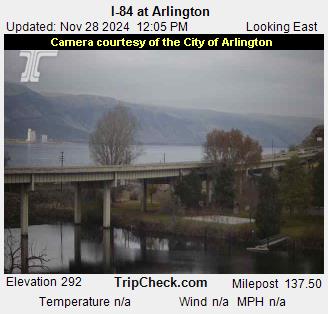 I-84 at Arlington
Updated: Nov 28 2024 12:05 PM Looking East
Camera courtesy of the City of Arlington
Elevation 292 TripCheck.com Milepost 137.50
Temperature n/a Wind n/a MPH n/a